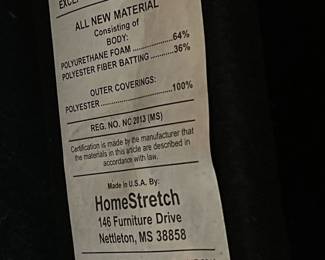 ALL NEW MATERIAL
Consisting of
BODY:
POLYURETHANE FOAM..............64%
POLYESTER FIBER BATTING........36%
OUTER COVERINGS:
POLYESTER..............................100%
REG. NO. NC 2013 (MS)
Certification is made by the manufacturer that
the materials in this article are described in
accordance with law.
Made in U.S.A. By:
HomeStretch
146 Furniture Drive
Nettleton, MS 38858